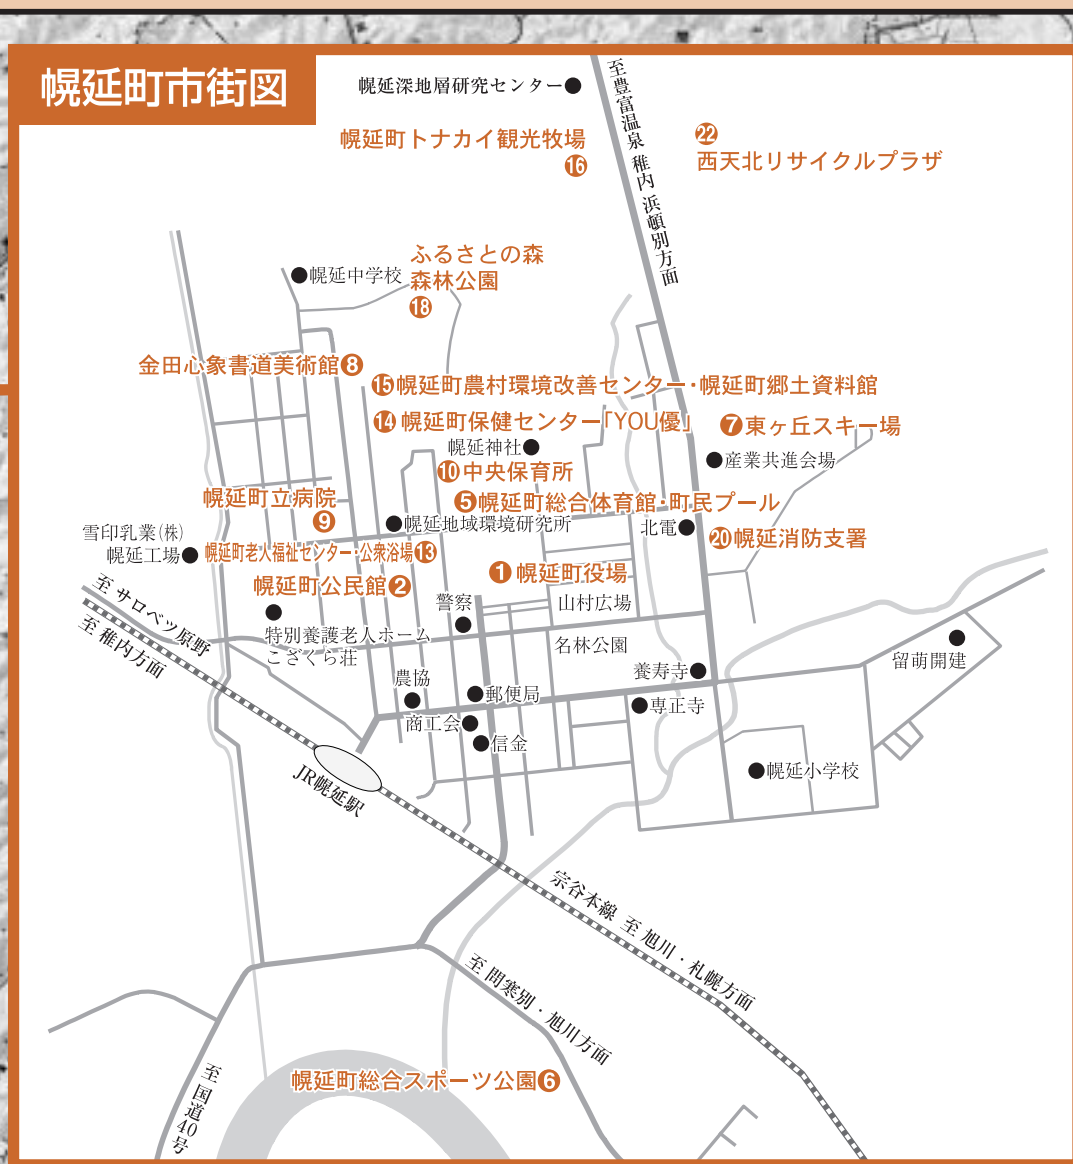 幌延町市街図
幌延深地層研究センター
至豊富温泉 稚内 浜頓別方面
幌延町トナカイ観光牧場
16
22
西天北リサイクルプラザ
ふるさとの森
森林公園
18
幌延中学校
金田心象書道美術館8
15幌延町農村環境改善センター・幌延町郷土資料館
14幌延町保健センター「YOU優」
7東ヶ丘スキー場
幌延神社
産業共進会場
10中央保育所
幌延町立病院
9
5幌延町総合体育館・町民プール
幌延地域環境研究所
北電
20幌延消防支署
雪印乳業(株)
幌延工場
幌延町老人福祉センター・公衆浴場13
1幌延町役場
幌延町公民館2
至 サロベツ原野
至 稚内方面
警察
山村広場
特別養護老人ホーム
こざくら荘
名林公園
留萌開建
養寿寺
農協
郵便局
専正寺
商工会
信金
幌延小学校
JR幌延駅
宗谷本線 至 旭川・札幌方面
至 問寒別・旭川方面
幌延町総合スポーツ公園6
至国道40号